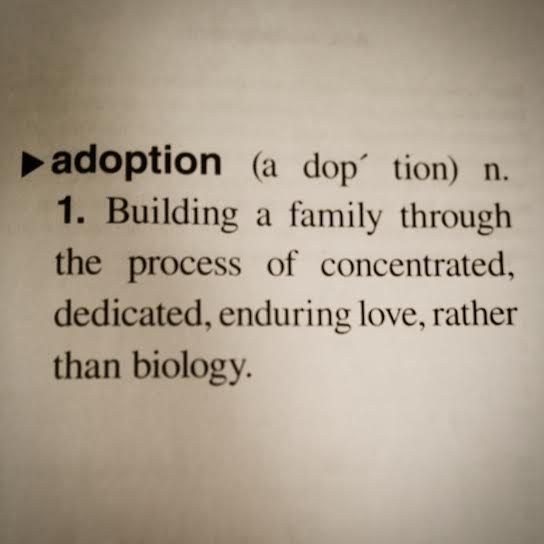 ▶adoption (a dop´ tion) n.
1. Building a family through
the process of concentrated,
dedicated, enduring love, rather
than biology.